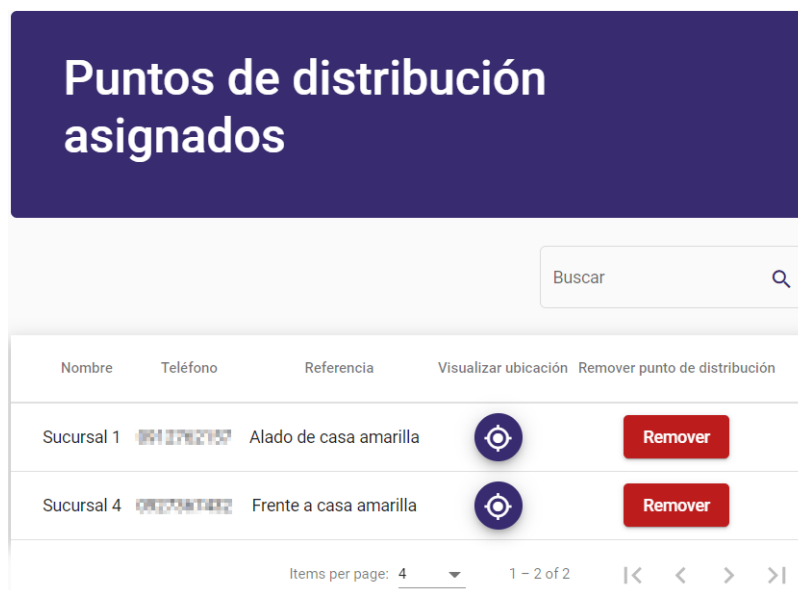 Puntos de distribución
asignados
Buscar
Nombre Teléfono Referencia Visualizar ubicación Remover punto de distribución
Sucursal 1 Alado de casa amarilla Remover
Sucursal 4 Frente a casa amarilla Remover
Items per page: 4 1 – 2 of 2